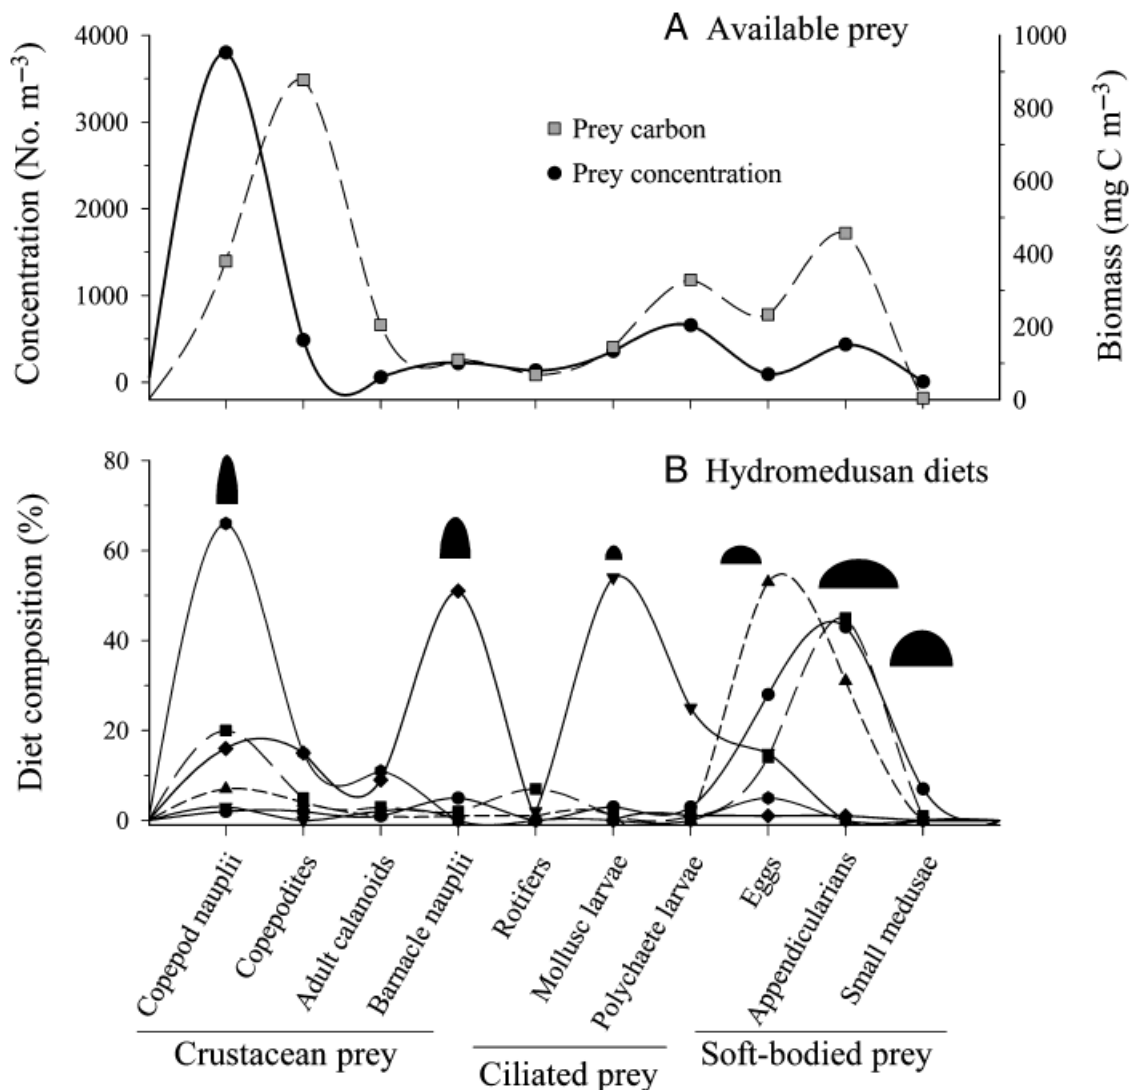 A Available prey
Concentration (No. m−3)
4000
3000
2000
1000
0
Prey carbon
Prey concentration
1000
800
600
400
200
0
Biomass (mg C m−3)
B Hydromedusan diets
Diet composition (%)
80
60
40
20
0
Copepod nauplii
Copepodites
Adult calanoids
Barnacle nauplii
Rotifers
Mollusc larvae
Polychaete larvae
Eggs
Appendicularians
Small medusae
Crustacean prey
Ciliated prey
Soft-bodied prey